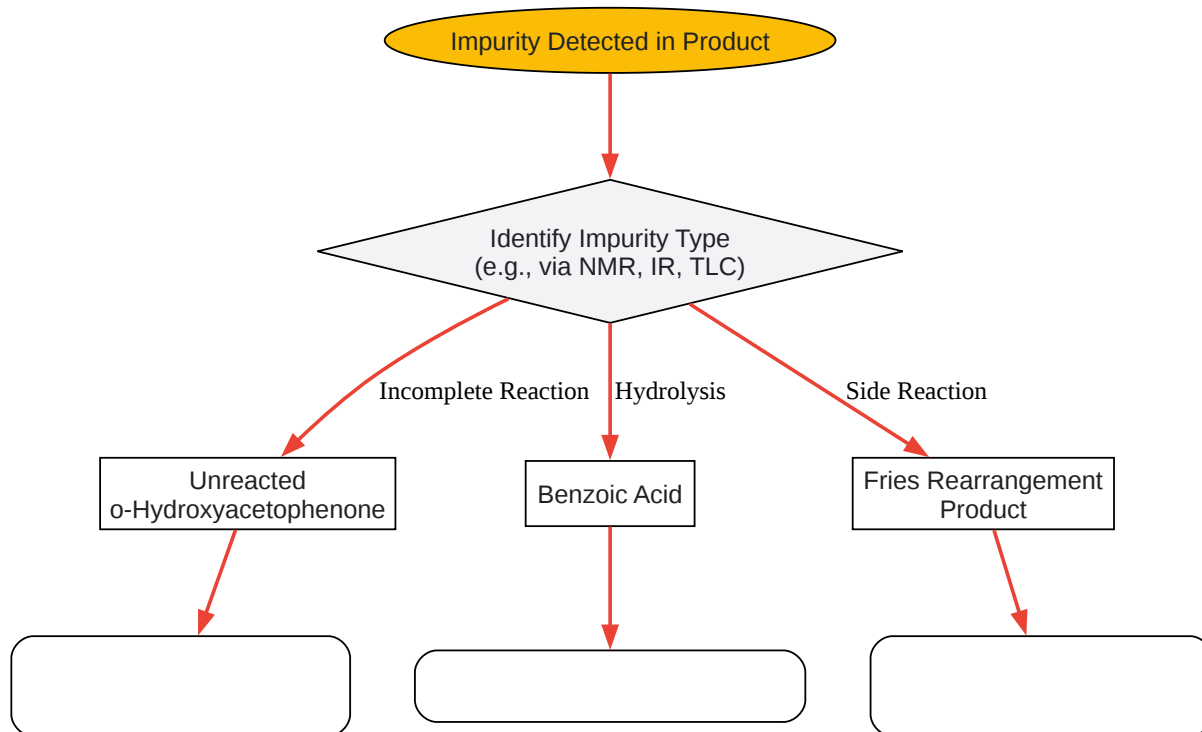 Impurity Detected in Product
Identify Impurity Type
(e.g., via NMR, IR, TLC)
Incomplete Reaction
Hydrolysis
Side Reaction
Unreacted
o-Hydroxyacetophenone
Benzoic Acid
Fries Rearrangement
Product